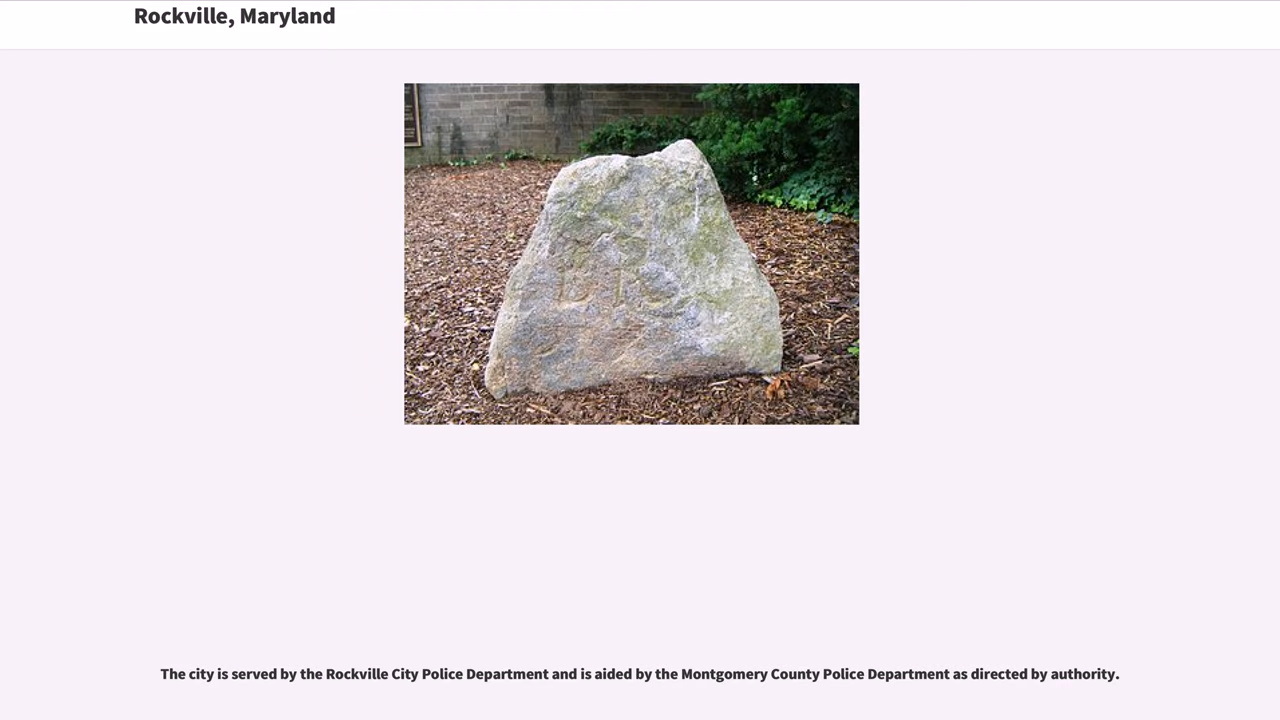 Rockville, Maryland
B R
The city is served by the Rockville City Police Department and is aided by the Montgomery County Police Department as directed by authority.